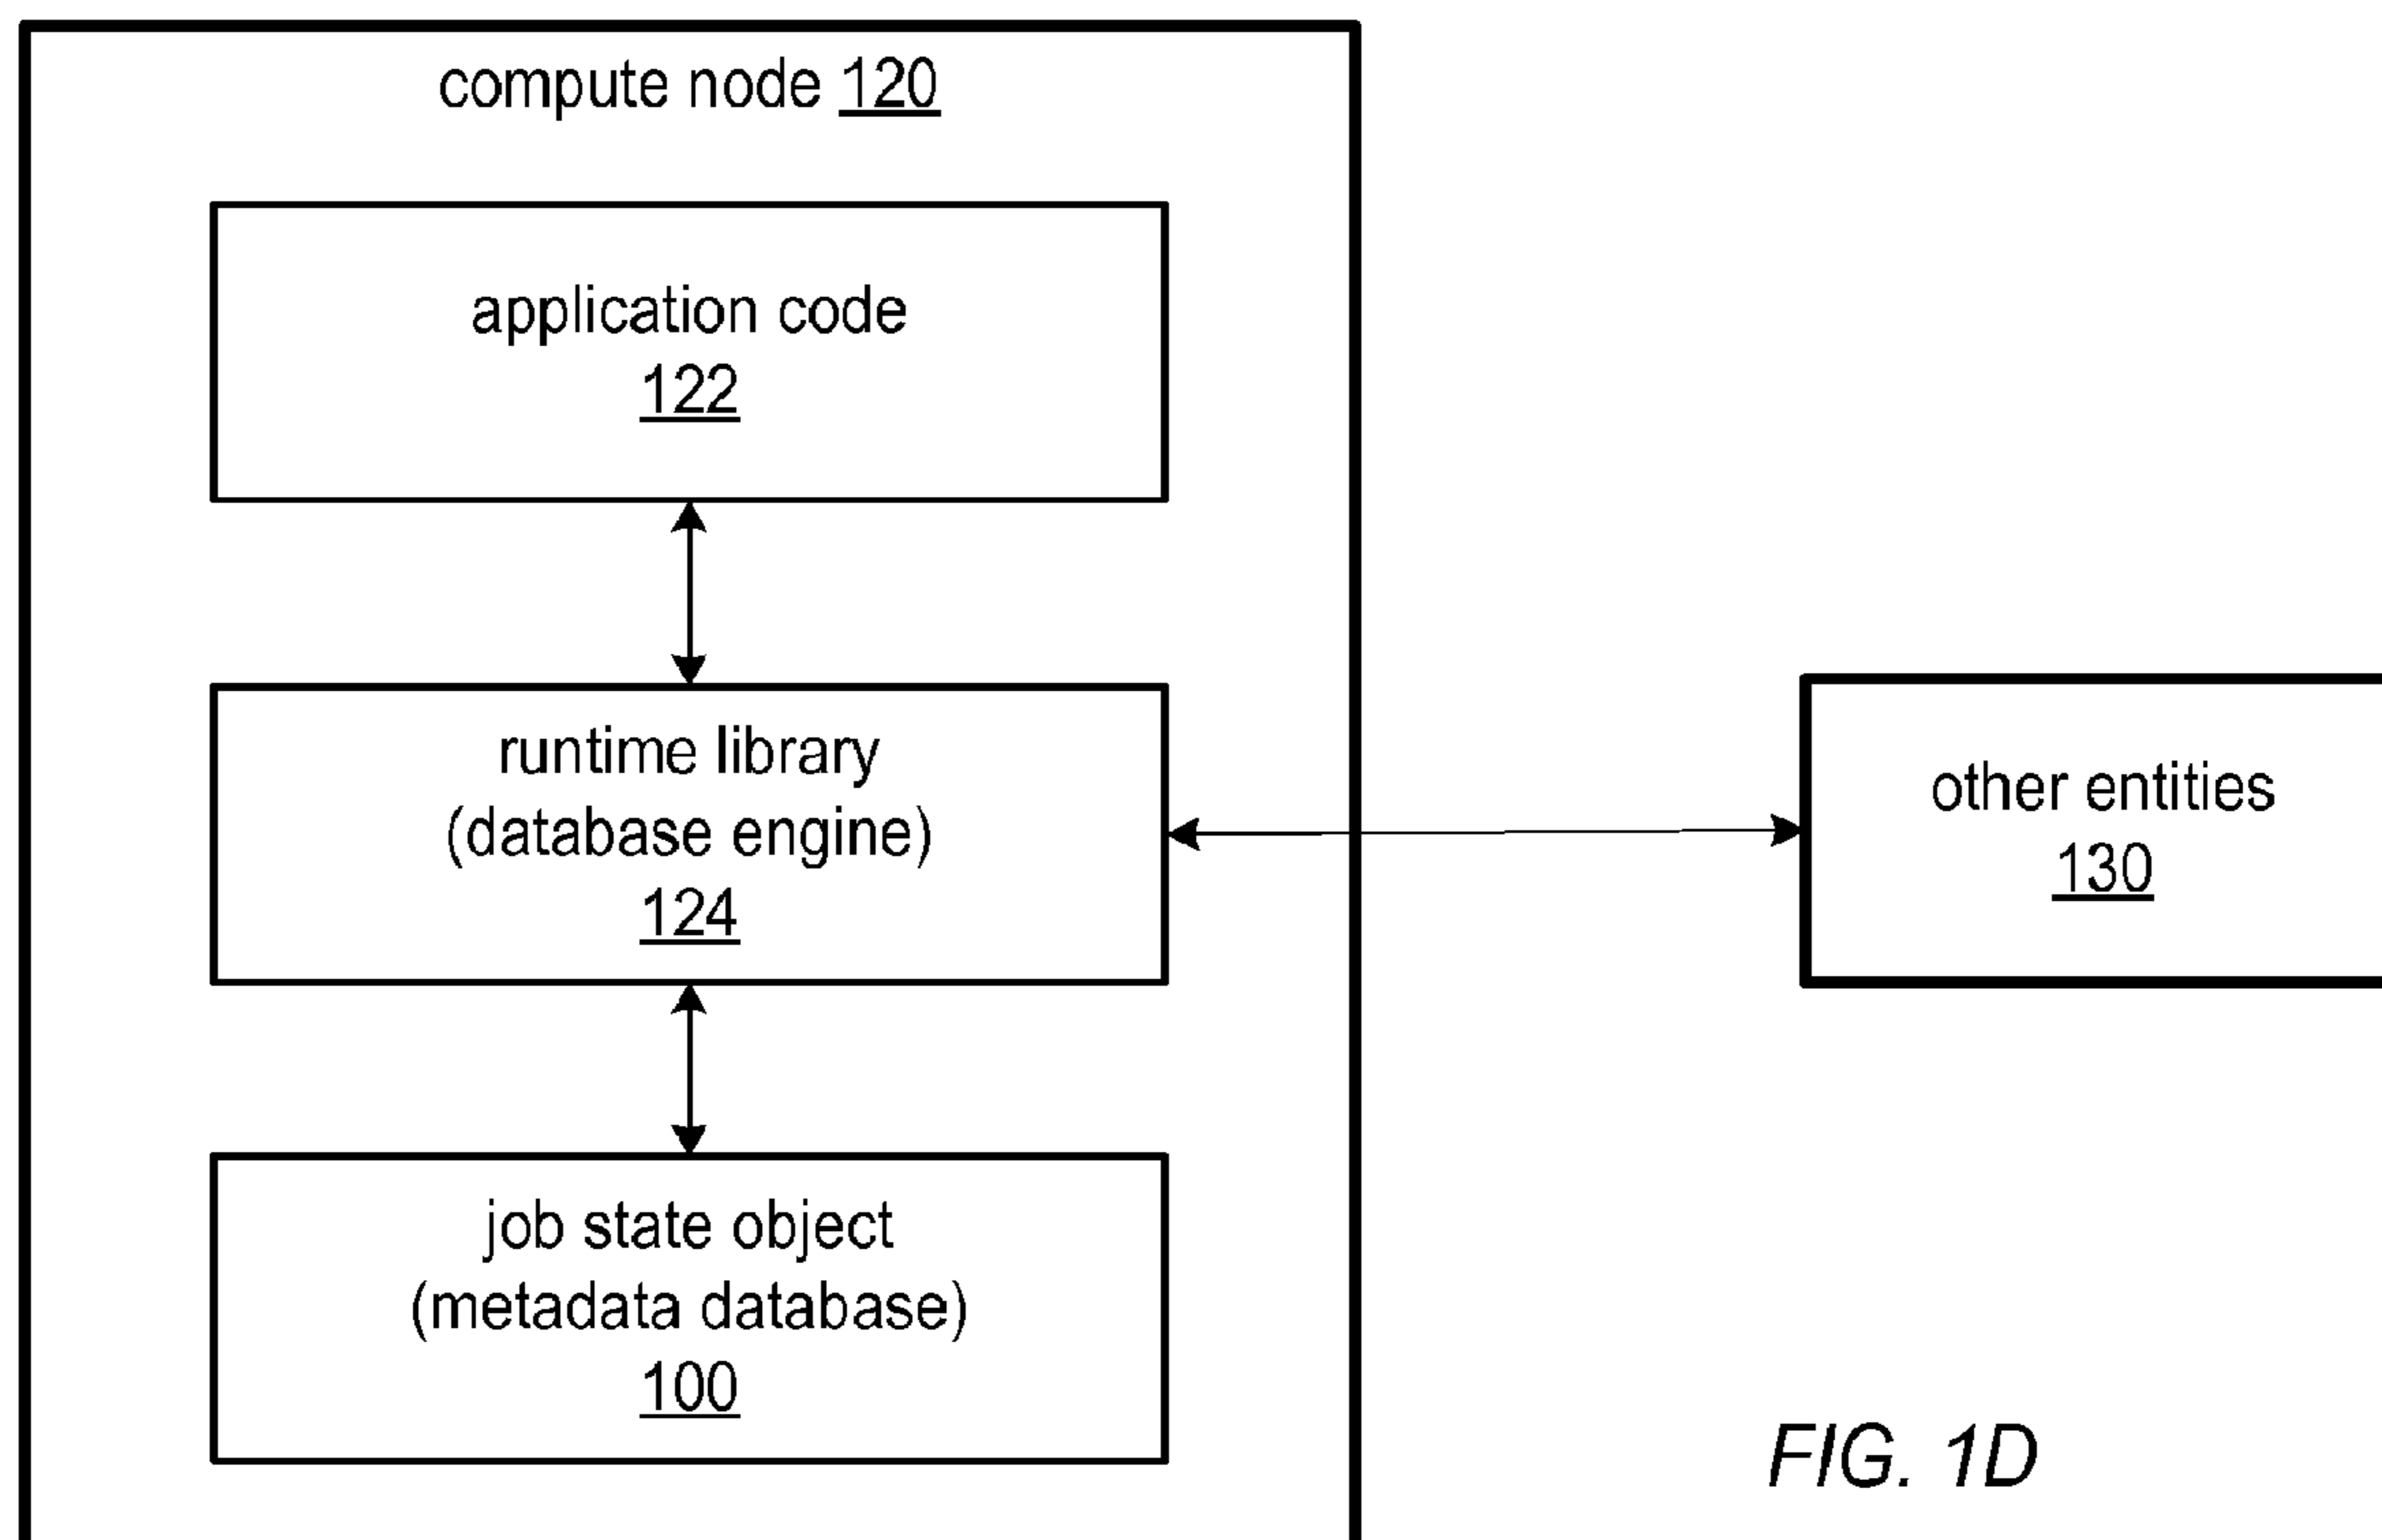 compute node 120
application code
122
runtime library
(database engine)
124
other entities
130
job state object
(metadata database)
100
FIG. 1D